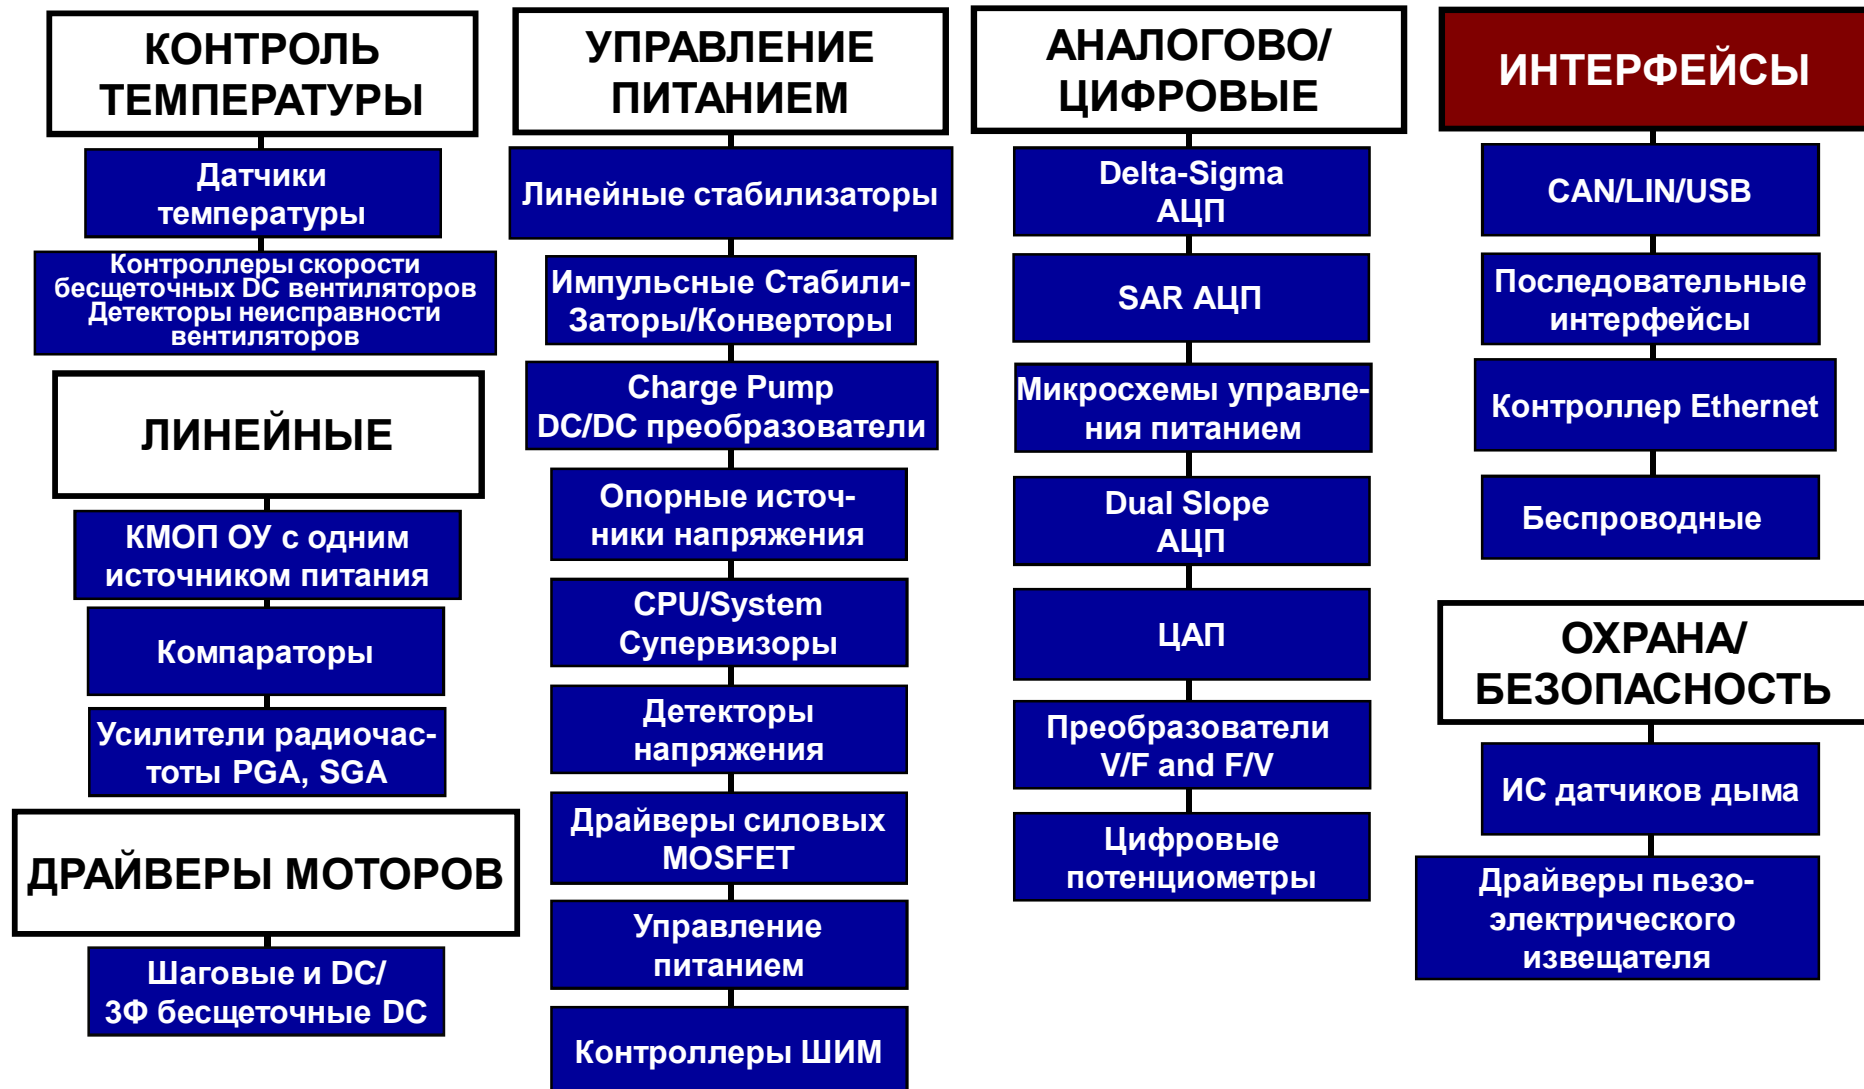 КОНТРОЛЬ
ТЕМПЕРАТУРЫ
Датчики
температуры
Контроллеры скорости
бесщеточных DC вентиляторов
Детекторы неисправности
вентиляторов
ЛИНЕЙНЫЕ
КМОП ОУ с одним
источником питания
Компараторы
Усилители радиочас-
тоты PGA, SGA
ДРАЙВЕРЫ МОТОРОВ
Шаговые и DC/
3Ф бесщеточные DC
УПРАВЛЕНИЕ
ПИТАНИЕМ
Линейные стабилизаторы
Импульсные Стабили-
Заторы/Конверторы
Charge Pump
DC/DC преобразователи
Опорные источ-
ники напряжения
CPU/System
Супервизоры
Детекторы
напряжения
Драйверы силовых
MOSFET
Управление
питанием
Контроллеры ШИМ
АНАЛОГОВО/
ЦИФРОВЫЕ
Delta-Sigma
АЦП
SAR АЦП
Микросхемы управле-
ния питанием
Dual Slope
АЦП
ЦАП
Преобразователи
V/F and F/V
Цифровые
потенциометры
ИНТЕРФЕЙСЫ
CAN/LIN/USB
Последовательные
интерфейсы
Контроллер Ethernet
Беспроводные
ОХРАНА/
БЕЗОПАСНОСТЬ
ИС датчиков дыма
Драйверы пьезо-
электрического
извещателя